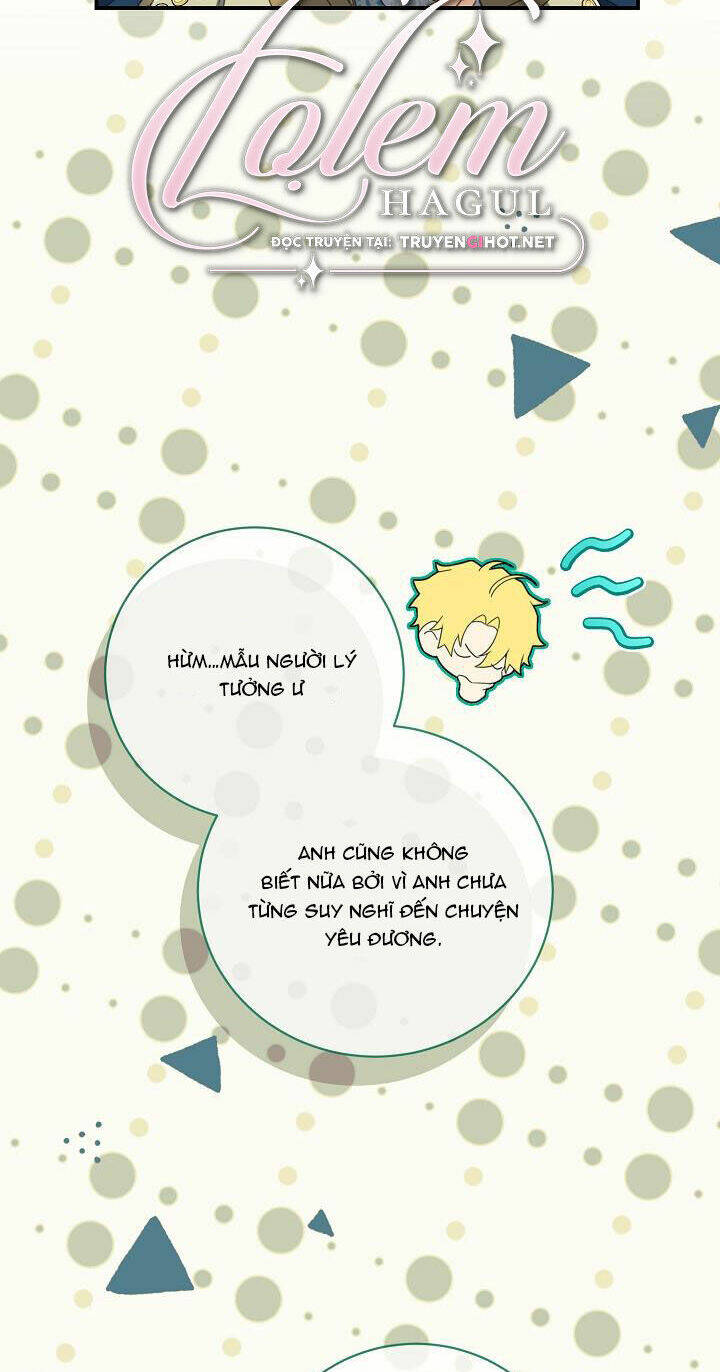 Lọlem
HAGUL
ĐỌC TRUYỆN TẠI: TRUYENGIHOT.NET
HỪM...MẪU NGƯỜI LÝ
TƯỞNG Ư
ANH CŨNG KHÔNG
BIẾT NỮA BỞI VÌ ANH CHƯA
TỪNG SUY NGHĨ ĐẾN CHUYỆN
YÊU ĐƯƠNG.